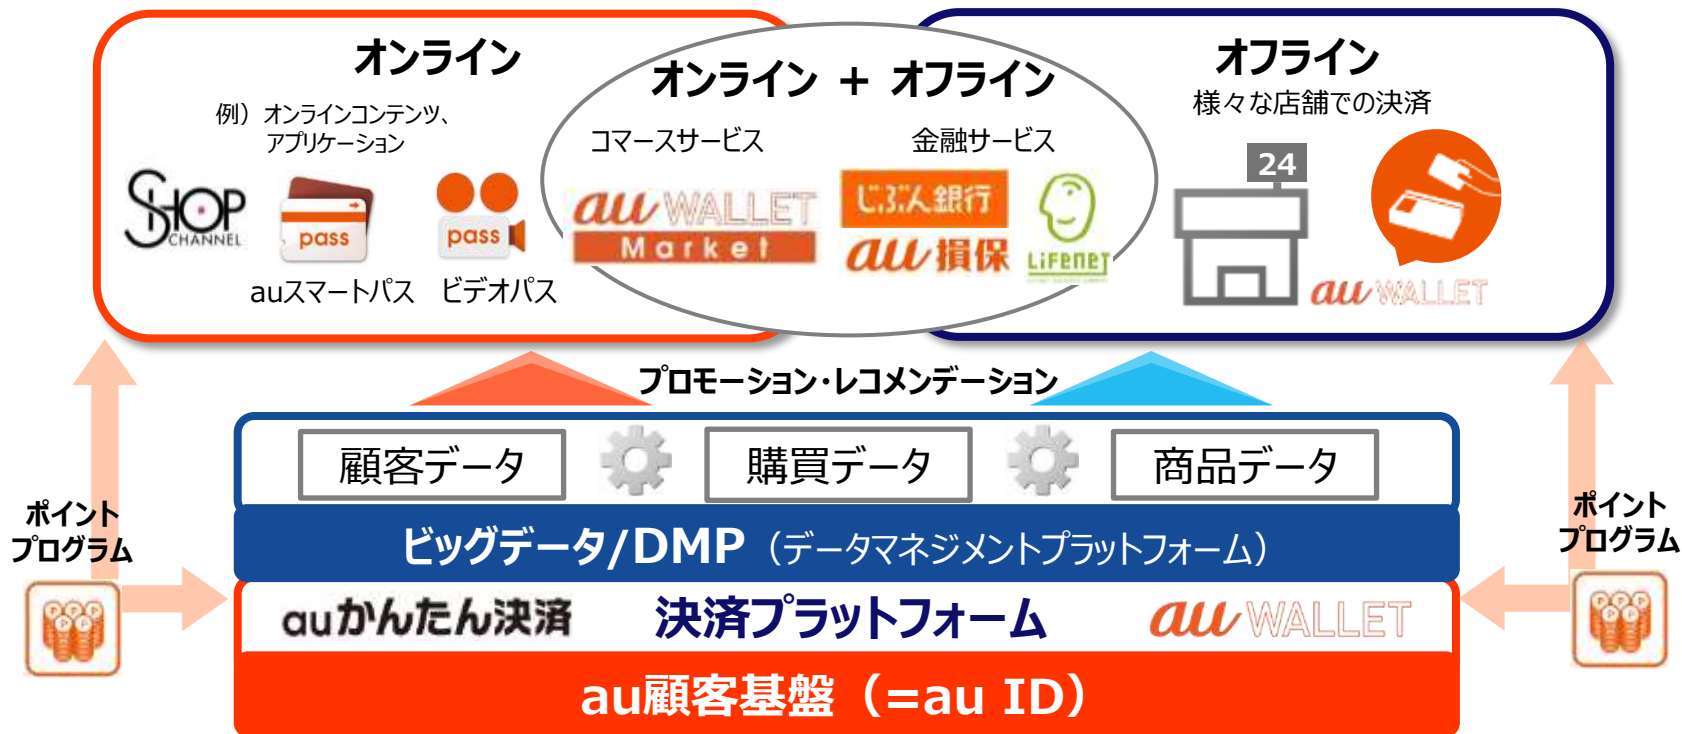 オンライン
例）オンラインコンテンツ、
アプリケーション
SHOP
CHANNEL
pass
pass
auスマートパス
ビデオパス
オンライン + オフライン
コマースサービス
金融サービス
au WALLET
Market
じぶん銀行
au 損保
LiFENET
オフライン
様々な店舗での決済
24
au WALLET
プロモーション・レコメンデーション
顧客データ
購買データ
商品データ
ビッグデータ/DMP（データマネジメントプラットフォーム）
ポイント
プログラム
ポイント
プログラム
auかんたん決済
決済プラットフォーム
au WALLET
au顧客基盤（=au ID）